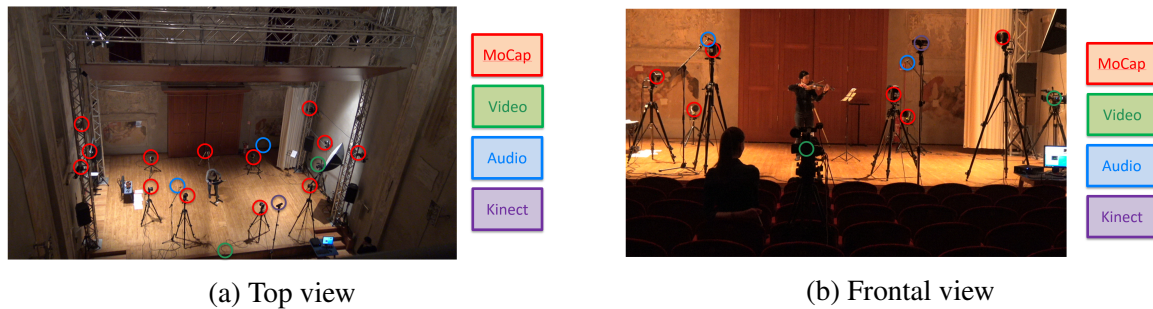 MoCap
Video
Audio
Kinect
MoCap
Video
Audio
Kinect
(a) Top view
(b) Frontal view